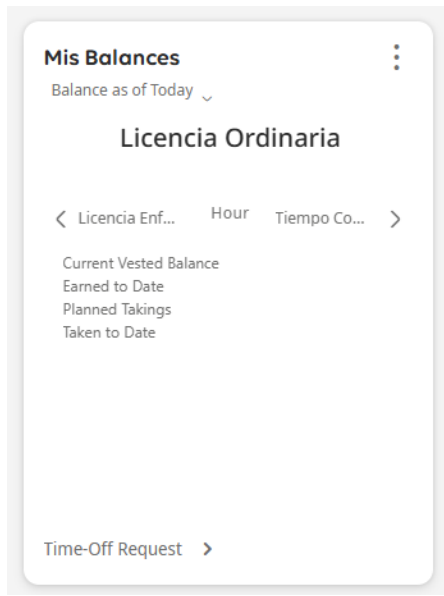 Mis Balances
Balance as of Today
Licencia Ordinaria
Licencia Enf... Hour Tiempo Co...
Current Vested Balance
Earned to Date
Planned Takings
Taken to Date
Time-Off Request